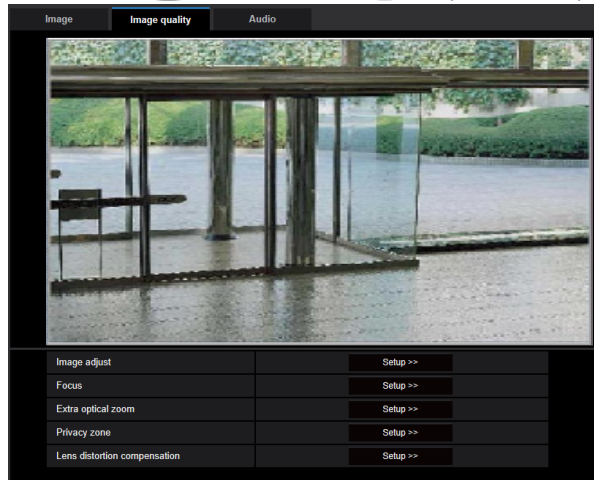 Image Image quality Audio
Image adjust Setup >>
Focus Setup >>
Extra optical zoom Setup >>
Privacy zone Setup >>
Lens distortion compensation Setup >>